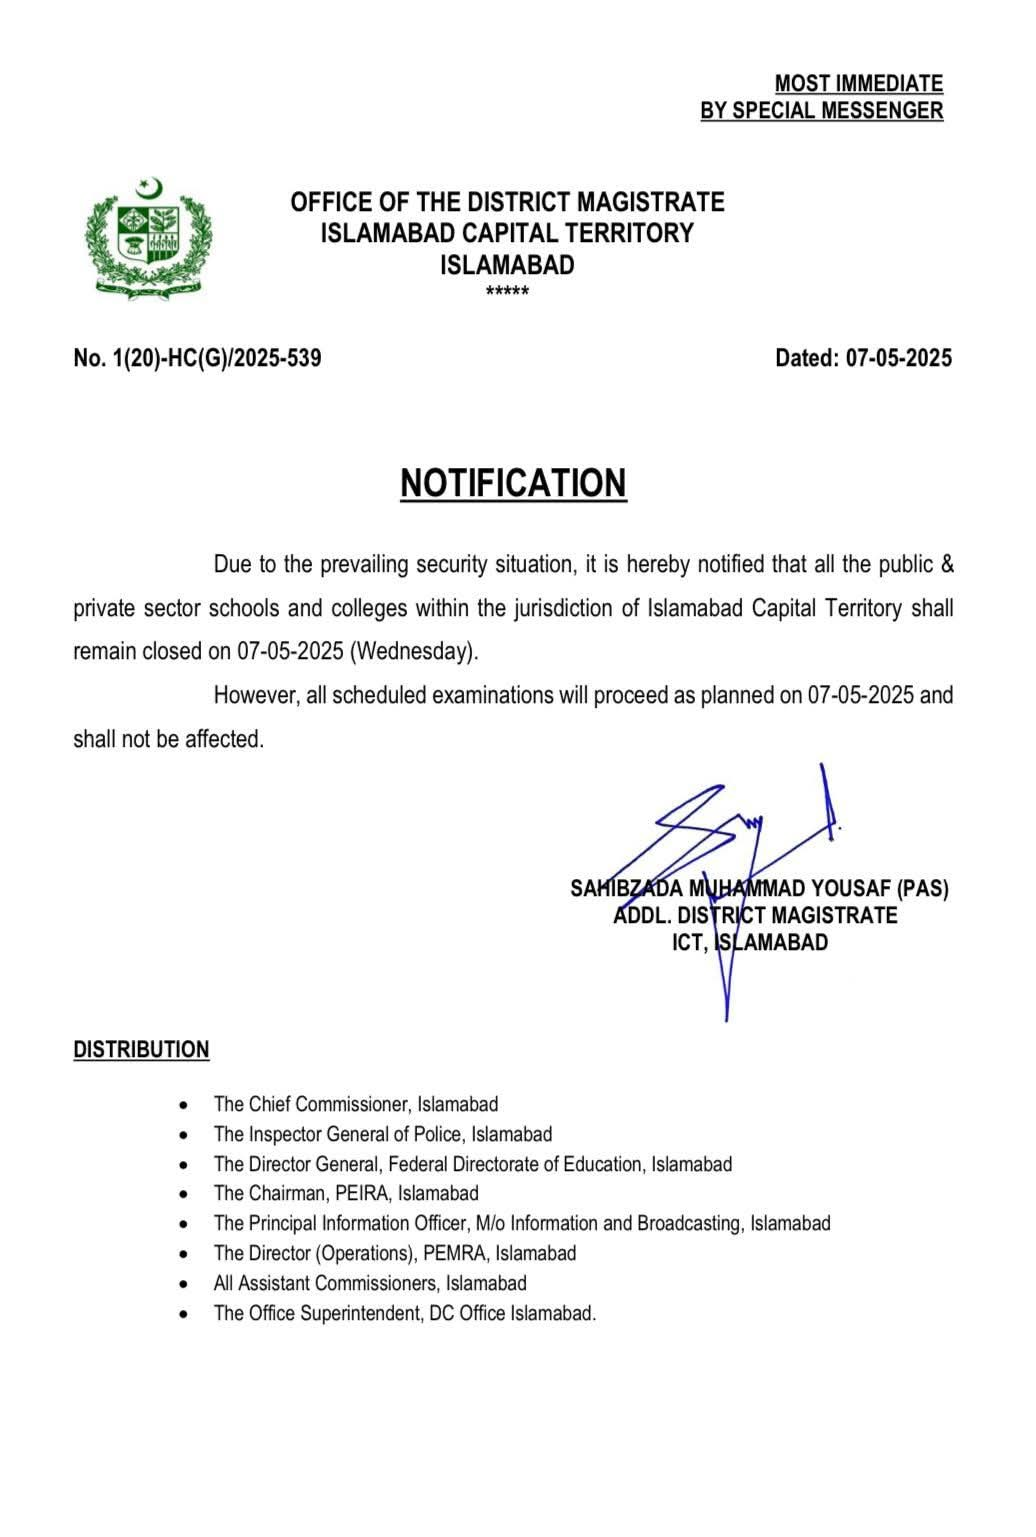 MOST IMMEDIATE
BY SPECIAL MESSENGER
OFFICE OF THE DISTRICT MAGISTRATE
ISLAMABAD CAPITAL TERRITORY
ISLAMABAD
*****
No. 1(20)-HC(G)/2025-539 Dated: 07-05-2025
NOTIFICATION
Due to the prevailing security situation, it is hereby notified that all the public &
private sector schools and colleges within the jurisdiction of Islamabad Capital Territory shall
remain closed on 07-05-2025 (Wednesday).
However, all scheduled examinations will proceed as planned on 07-05-2025 and
shall not be affected.
SAHIBZADA MUHAMMAD YOUSAF (PAS)
ADDL. DISTRICT MAGISTRATE
ICT, ISLAMABAD
DISTRIBUTION
• The Chief Commissioner, Islamabad
• The Inspector General of Police, Islamabad
• The Director General, Federal Directorate of Education, Islamabad
• The Chairman, PEIRA, Islamabad
• The Principal Information Officer, M/o Information and Broadcasting, Islamabad
• The Director (Operations), PEMRA, Islamabad
• All Assistant Commissioners, Islamabad
• The Office Superintendent, DC Office Islamabad.